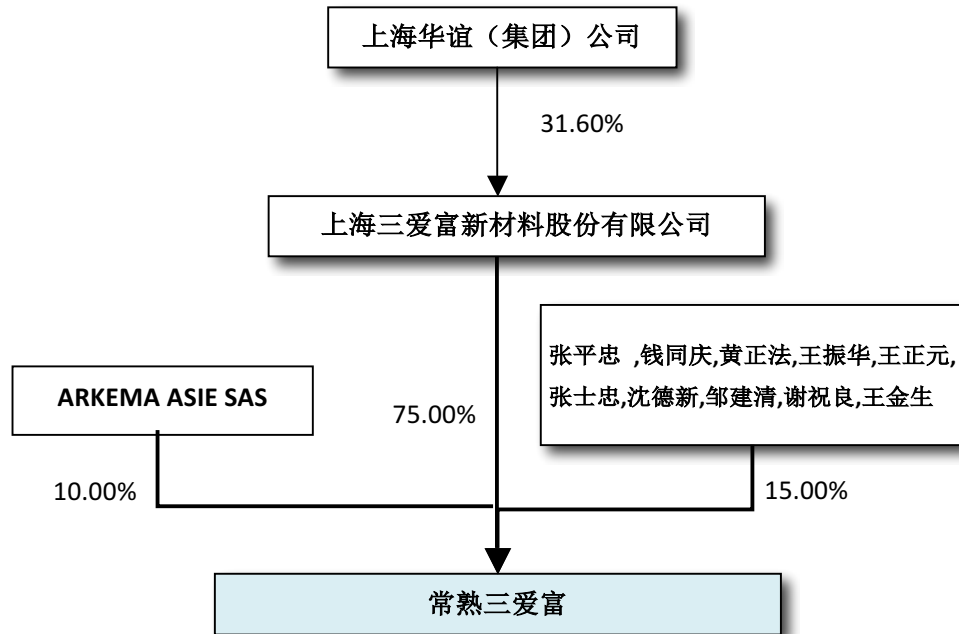 上海华谊（集团）公司
31.60%
上海三爱富新材料股份有限公司
张平忠 ,钱同庆,黄正法,王振华,王正元,
张士忠,沈德新,邹建清,谢祝良,王金生
ARKEMA ASIE SAS
75.00%
10.00%
15.00%
常熟三爱富